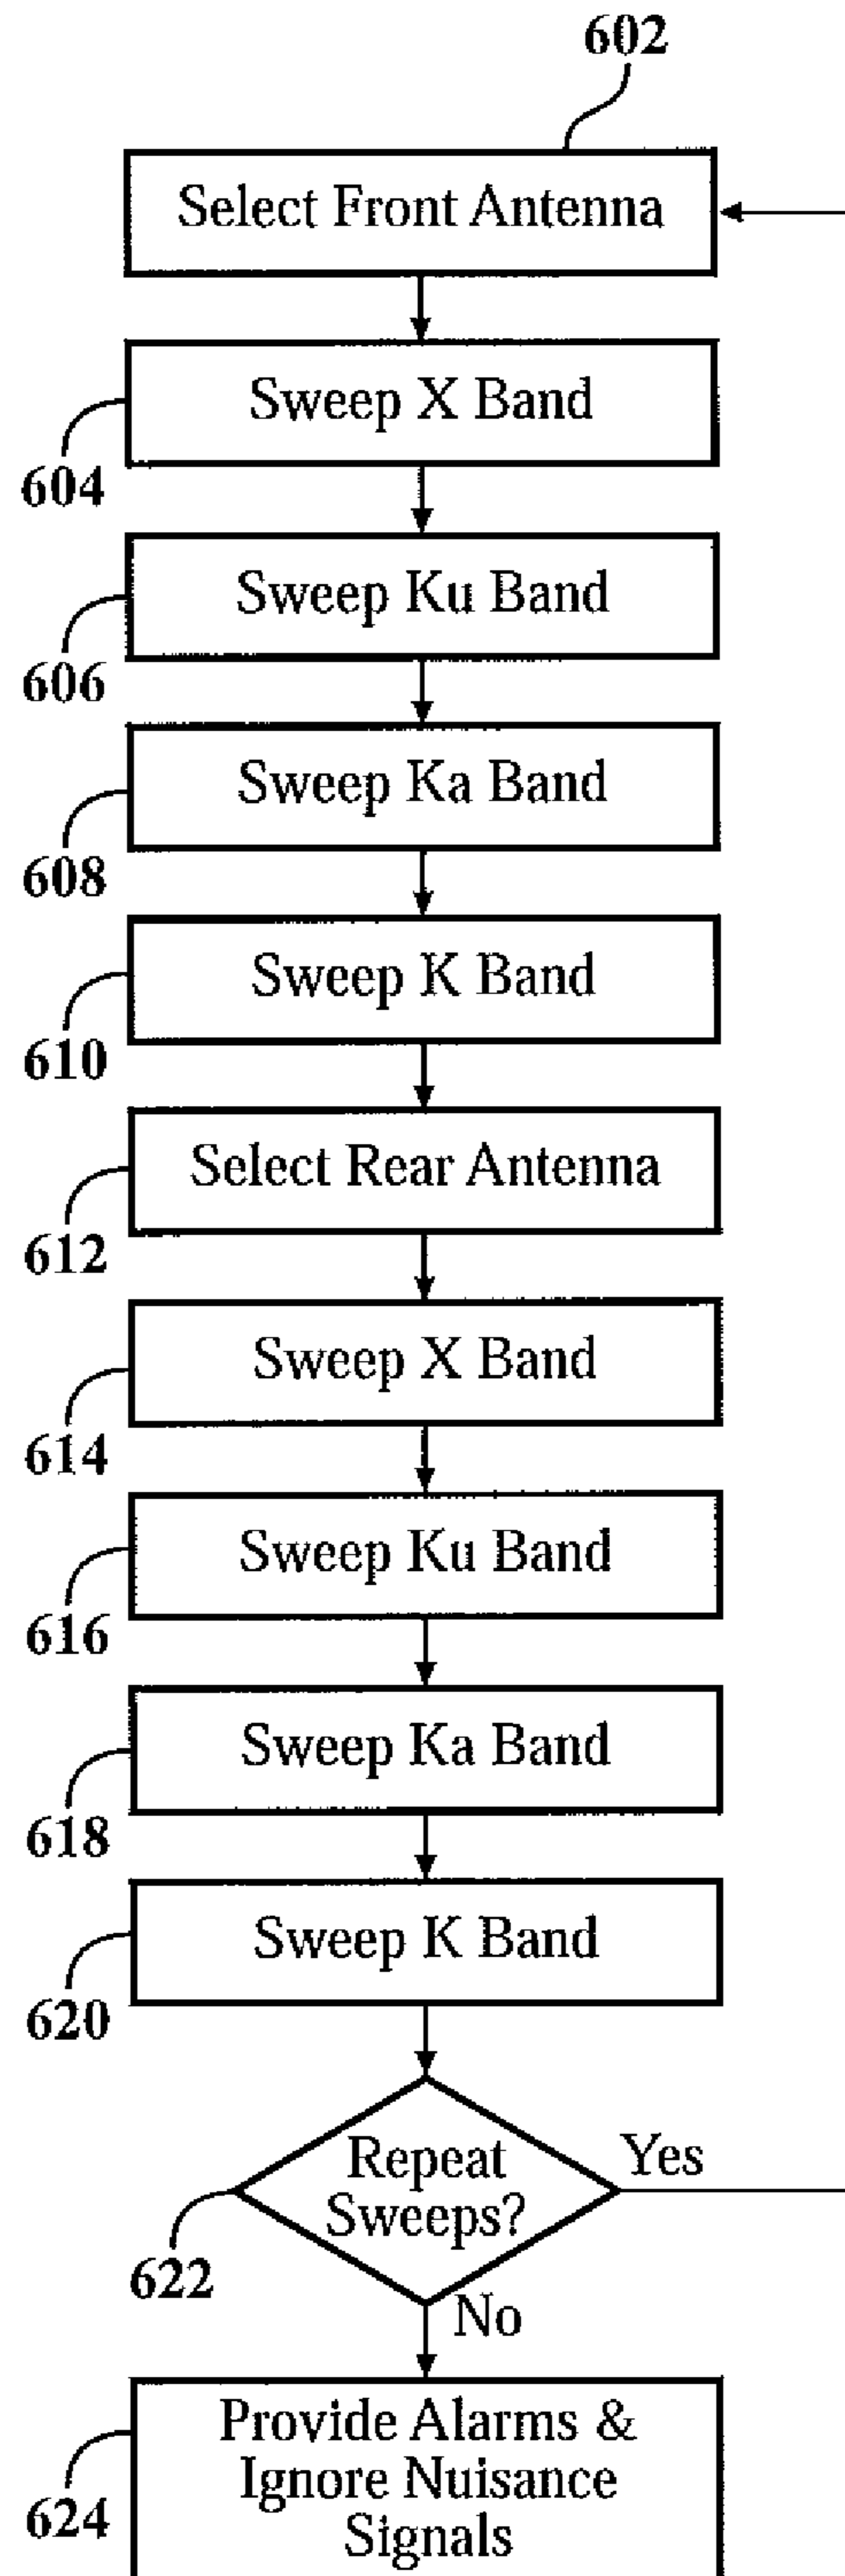 602
Select Front Antenna
Sweep X Band
604
Sweep Ku Band
606
Sweep Ka Band
608
Sweep K Band
610
Select Rear Antenna
612
Sweep X Band
614
Sweep Ku Band
616
Sweep Ka Band
618
Sweep K Band
620
Repeat
Sweeps?
Yes
622
No
Provide Alarms &
Ignore Nuisance
Signals
624